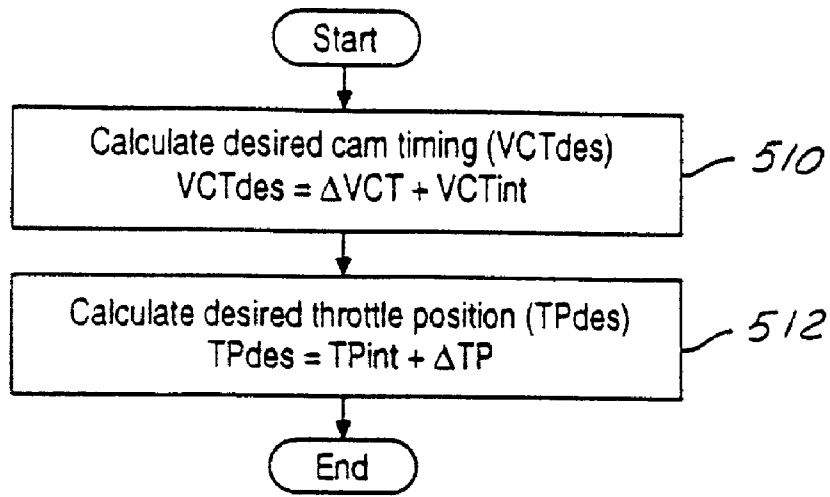 Start
Calculate desired cam timing (VCTdes)
VCTdes = ΔVCT + VCTint
510
Calculate desired throttle position (TPdes)
TPdes = TPint + ΔTP
512
End